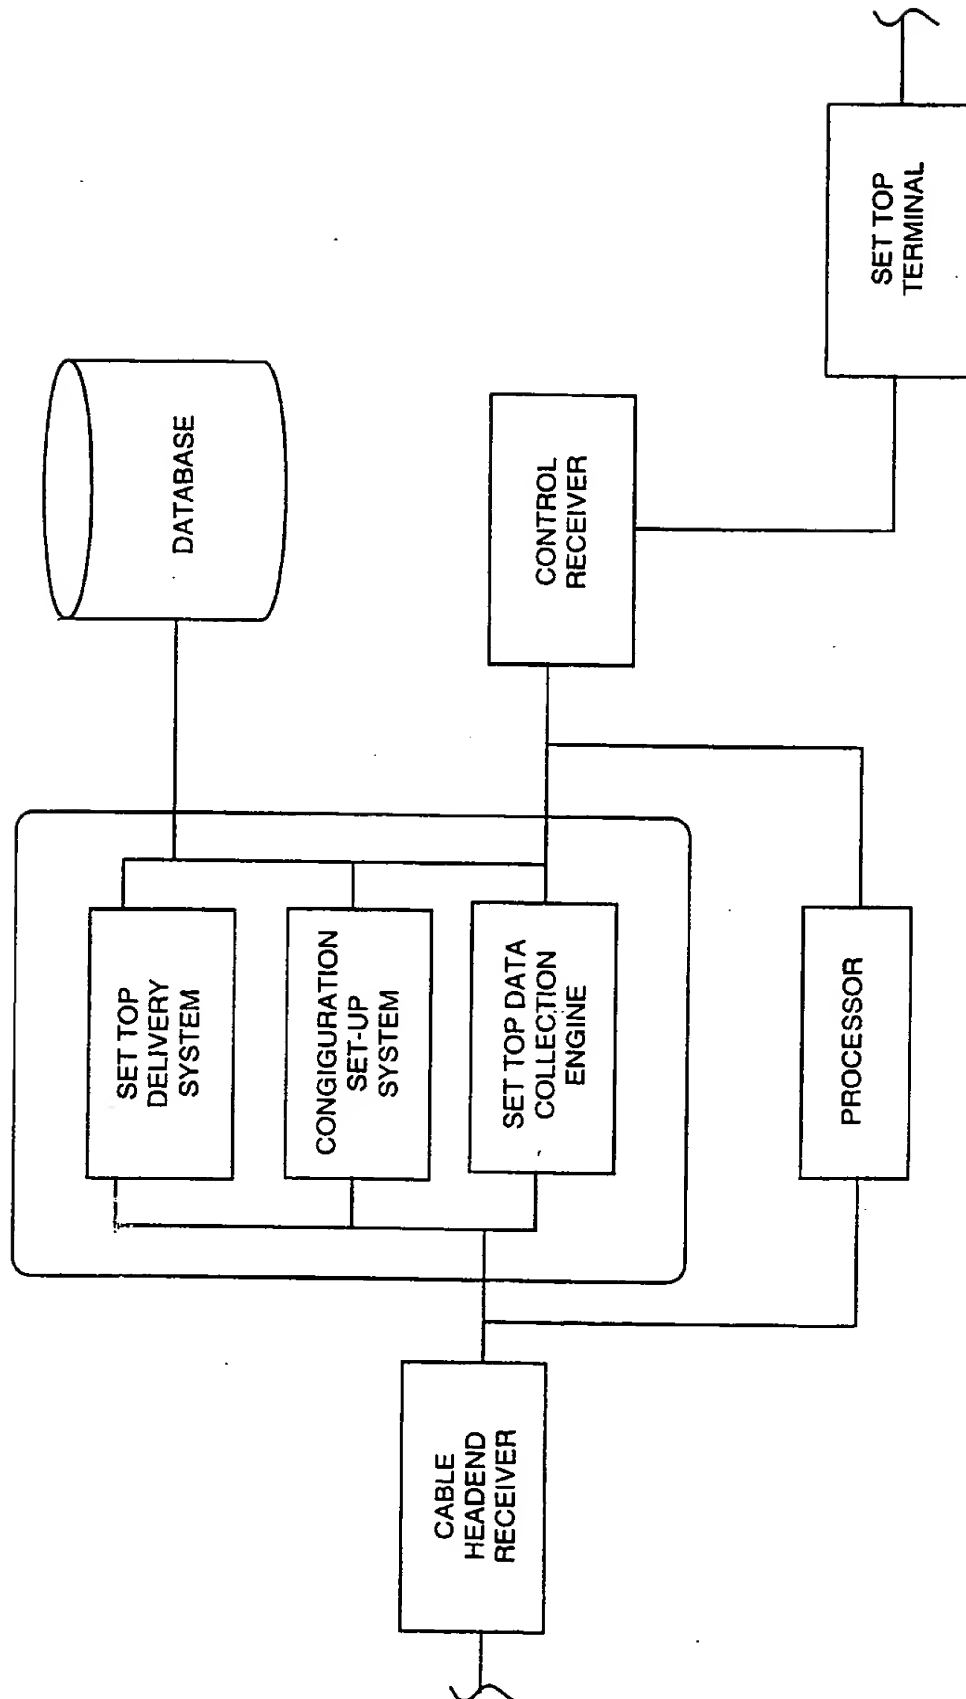 DATABASE
SET TOP
DELIVERY
SYSTEM
CONGIGURATION
SET-UP
SYSTEM
SET TOP DATA
COLLECTION
ENGINE
CABLE
HEADEND
RECEIVER
CONTROL
RECEIVER
PROCESSOR
SET TOP
TERMINAL